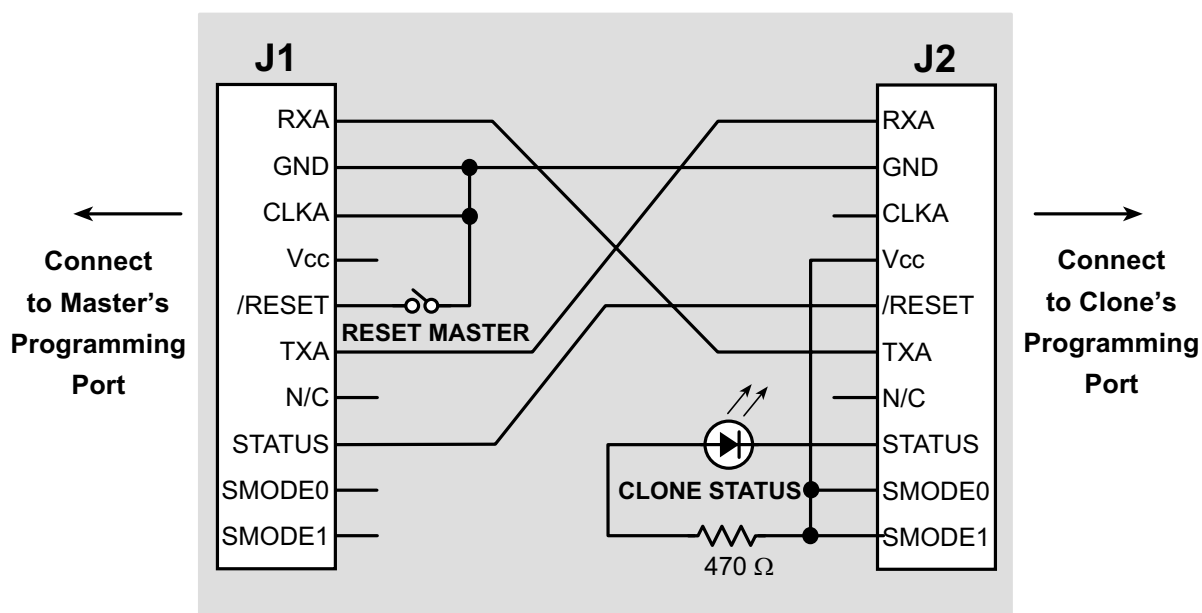 J1
J2
RXA
GND
CLKA
Vcc
/RESET
TXA
N/C
STATUS
SMODE0
SMODE1
RESET MASTER
RXA
GND
CLKA
Vcc
/RESET
TXA
N/C
STATUS
SMODE0
SMODE1
CLONE STATUS
470 Ω
Connect
to Master’s
Programming
Port
Connect
to Clone’s
Programming
Port